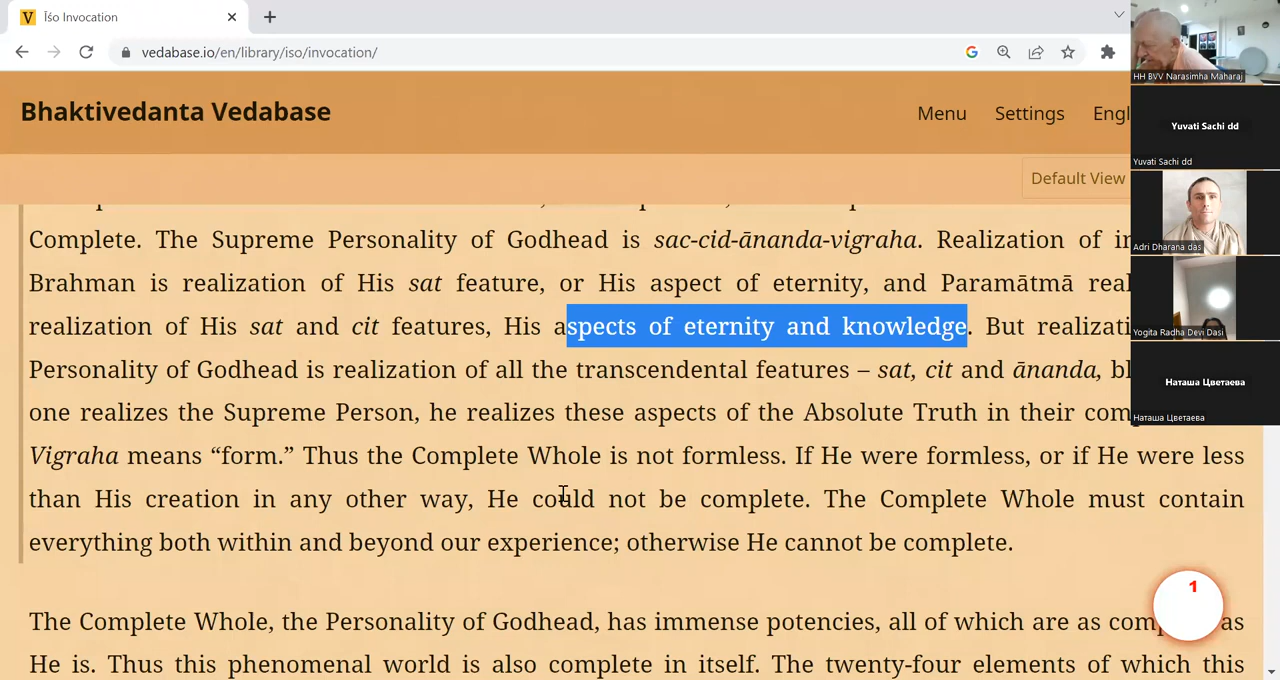 Īśo Invocation
vedabase.io/en/library/iso/invocation/
Bhaktivedanta Vedabase
Menu Settings Engl
Default View
Complete. The Supreme Personality of Godhead is sac-cid-ānanda-vigraha. Realization of
Brahman is realization of His sat feature, or His aspect of eternity, and Paramātmā
realization of His sat and cit features, His aspects of eternity and knowledge. But
Personality of Godhead is realization of all the transcendental features – sat, cit and ānanda,
one realizes the Supreme Person, he realizes these aspects of the Absolute Truth in their
Vigraha means “form.” Thus the Complete Whole is not formless. If He were formless, or if He were less
than His creation in any other way, He could not be complete. The Complete Whole must contain
everything both within and beyond our experience; otherwise He cannot be complete.
The Complete Whole, the Personality of Godhead, has immense potencies, all of which are as as
He is. Thus this phenomenal world is also complete in itself. The twenty-four elements of which this
1
HH BVV Narasimha Maharaj
Yuvati Sachi dd
Yuvati Sachi dd
Adri Dharana das
Yogita Radha Devi Dasi
Наташа Цветаева
Наташа Цветаева